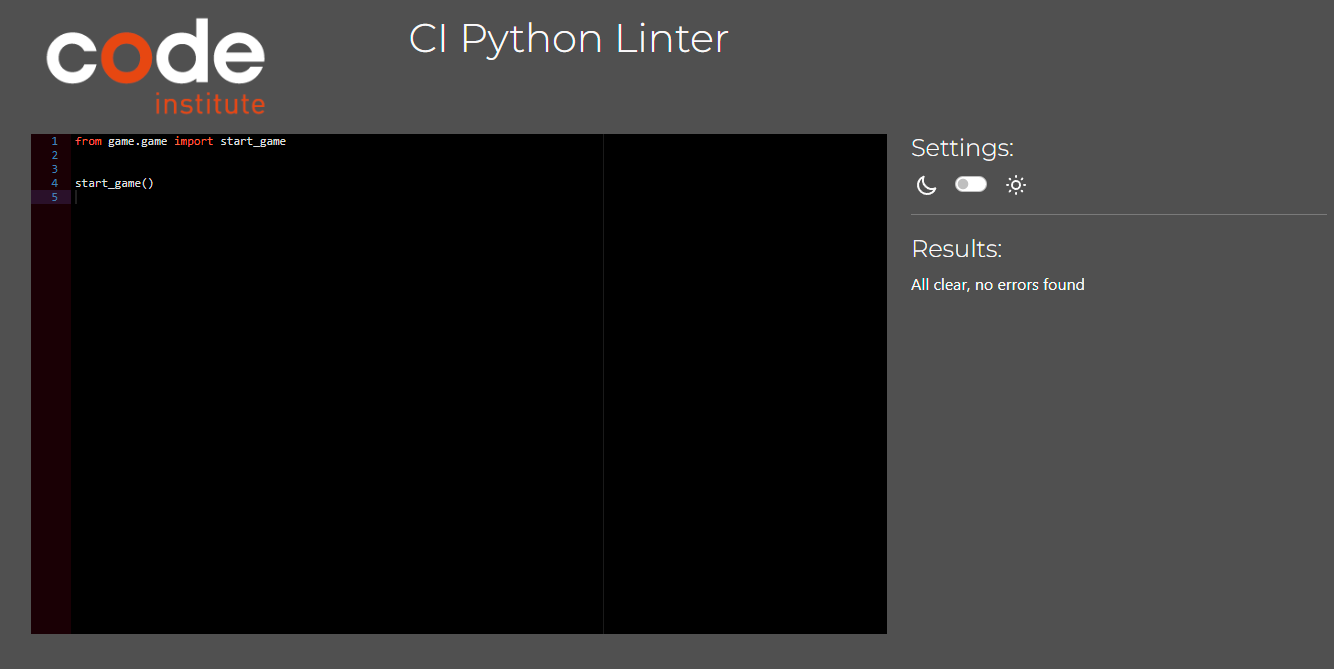 code
institute
CI Python Linter
1 from game.game import start_game
2
3
4 start_game()
5
Settings:
Results:
All clear, no errors found